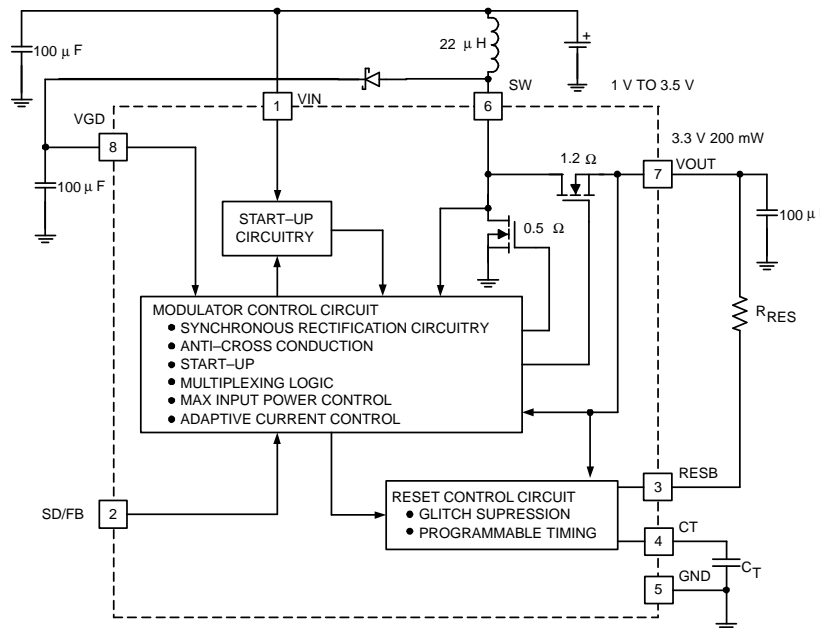 100 μ F
22 μ H
+
SW
1 V TO 3.5 V
1
VIN
6
VGD
8
3.3 V 200 mW
1.2 Ω
7
VOUT
100 μ F
START–UP
CIRCUITRY
0.5 Ω
100 μ
MODULATOR CONTROL CIRCUIT
● SYNCHRONOUS RECTIFICATION CIRCUITRY
● ANTI–CROSS CONDUCTION
● START–UP
● MULTIPLEXING LOGIC
● MAX INPUT POWER CONTROL
● ADAPTIVE CURRENT CONTROL
RRES
SD/FB
2
RESET CONTROL CIRCUIT
● GLITCH SUPRESSION
● PROGRAMMABLE TIMING
RESB
3
CT
4
CT
GND
5